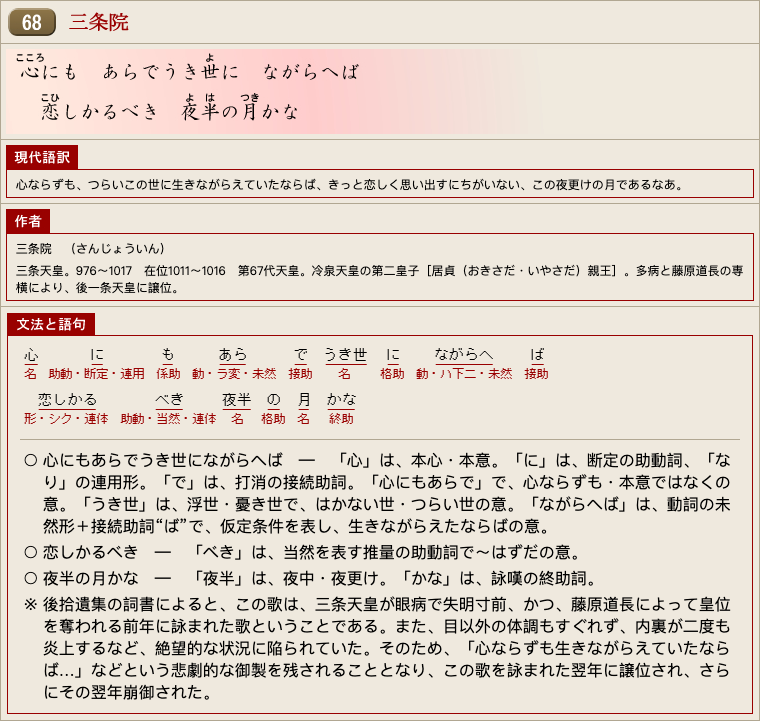 68 三条院
こころ よ
心にも あらでうき世に ながらへば
こひ よ は つき
恋しかるべき 夜半の月かな
現代語訳
心ならずも、つらいこの世に生きながらえていたならば、きっと恋しく思い出すにちがいない、この夜更けの月であるなあ。
作者
三条院 (さんじょういん)
三条天皇。976〜1017 在位1011〜1016 第67代天皇。冷泉天皇の第二皇子[居貞(おきさだ・いやさだ)親王]。多病と藤原道長の専
横により、後一条天皇に譲位。
文法と語句
心 に も あら で うき世 に ながらへ ば
名 助動・断定・連用 係助 動・ラ変・未然 接助 名 格助 動・ハ下二・未然 接助
恋しかる べき 夜半 の 月 かな
形・シク・連体 助動・当然・連体 名 格助 名 終助
○ 心にもあらでうき世にながらへば ― 「心」は、本心・本意。「に」は、断定の助動詞、「な
り」の連用形。「で」は、打消の接続助詞。「心にもあらで」で、心ならずも・本意ではなくの
意。「うき世」は、浮世・憂き世で、はかない世・つらい世の意。「ながらへば」は、動詞の未
然形+接続助詞“ば”で、仮定条件を表し、生きながらえたならばの意。
○ 恋しかるべき ― 「べき」は、当然を表す推量の助動詞で〜はずだの意。
○ 夜半の月かな ― 「夜半」は、夜中・夜更け。「かな」は、詠嘆の終助詞。
※ 後拾遺集の詞書によると、この歌は、三条天皇が眼病で失明寸前、かつ、藤原道長によって皇位
を奪われる前年に詠まれた歌ということである。また、目以外の体調もすぐれず、内裏が二度も
炎上するなど、絶望的な状況に陥られていた。そのため、「心ならずも生きながらえていたなら
ば…」などという悲劇的な御製を残されることとなり、この歌を詠まれた翌年に譲位され、さら
にその翌年崩御された。